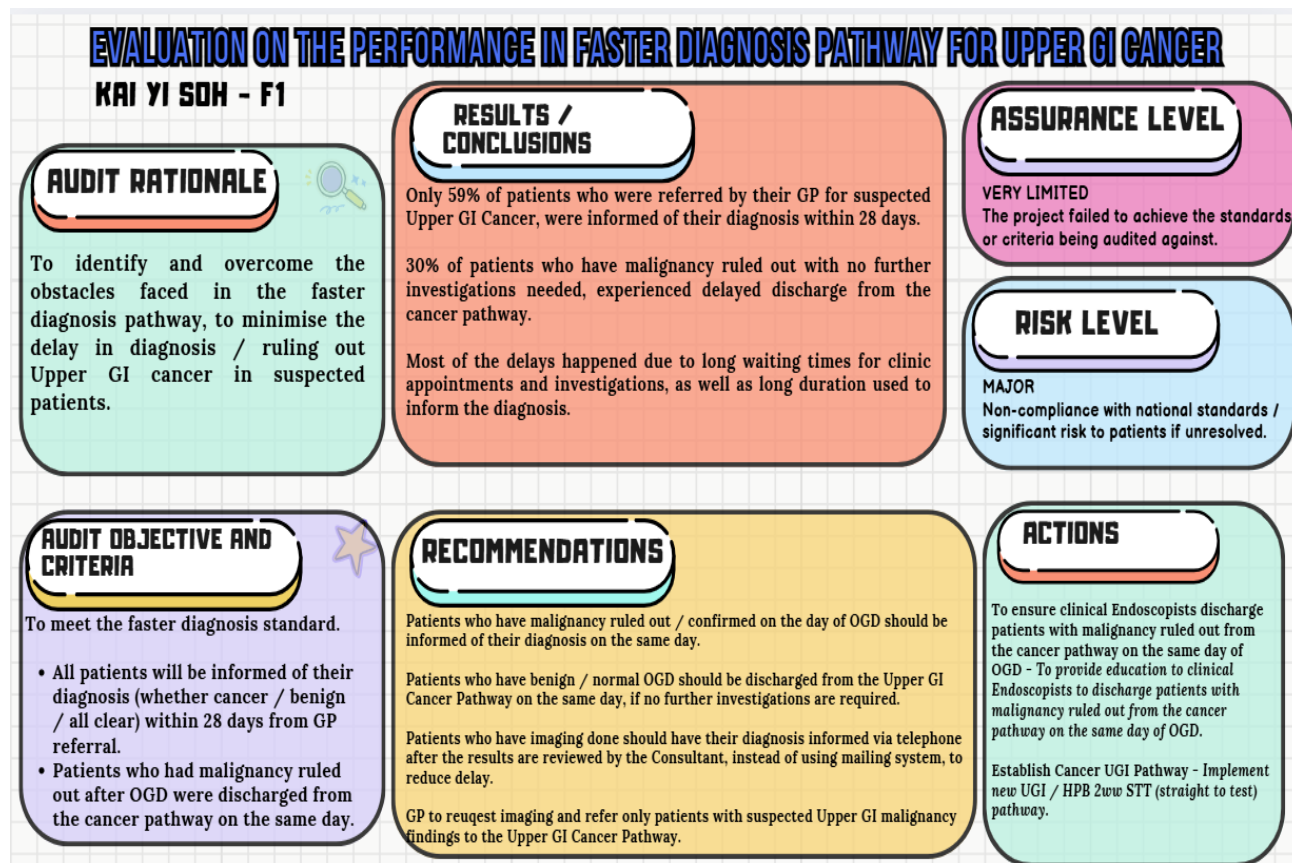 EVALUATION ON THE PERFORMANCE IN FASTER DIAGNOSIS PATHWAY FOR UPPER GI CANCER
KAI YI SOH - F1
AUDIT RATIONALE
To identify and overcome the
obstacles faced in the faster
diagnosis pathway, to minimise the
delay in diagnosis / ruling out
Upper GI cancer in suspected
patients.
RESULTS /
CONCLUSIONS
Only 59% of patients who were referred by their GP for suspected
Upper GI Cancer, were informed of their diagnosis within 28 days.
30% of patients who have malignancy ruled out with no further
investigations needed, experienced delayed discharge from the
cancer pathway.
Most of the delays happened due to long waiting times for clinic
appointments and investigations, as well as long duration used to
inform the diagnosis.
ASSURANCE LEVEL
VERY LIMITED
The project failed to achieve the standards
or criteria being audited against.
RISK LEVEL
MAJOR
Non-compliance with national standards /
significant risk to patients if unresolved.
AUDIT OBJECTIVE AND
CRITERIA
To meet the faster diagnosis standard.
• All patients will be informed of their
diagnosis (whether cancer / benign
/ all clear) within 28 days from GP
referral.
• Patients who had malignancy ruled
out after OGD were discharged from
the cancer pathway on the same day.
RECOMMENDATIONS
Patients who have malignancy ruled out / confirmed on the day of OGD should be
informed of their diagnosis on the same day.
Patients who have benign / normal OGD should be discharged from the Upper GI
Cancer Pathway on the same day, if no further investigations are required.
Patients who have imaging done should have their diagnosis informed via telephone
after the results are reviewed by the Consultant, instead of using mailing system, to
reduce delay.
GP to reuqest imaging and refer only patients with suspected Upper GI malignancy
findings to the Upper GI Cancer Pathway.
ACTIONS
To ensure clinical Endoscopists discharge
patients with malignancy ruled out from
the cancer pathway on the same day of
OGD - To provide education to clinical
Endoscopists to discharge patients with
malignancy ruled out from the cancer
pathway on the same day of OGD.
Establish Cancer UGI Pathway - Implement
new UGI / HPB 2ww STT (straight to test)
pathway.